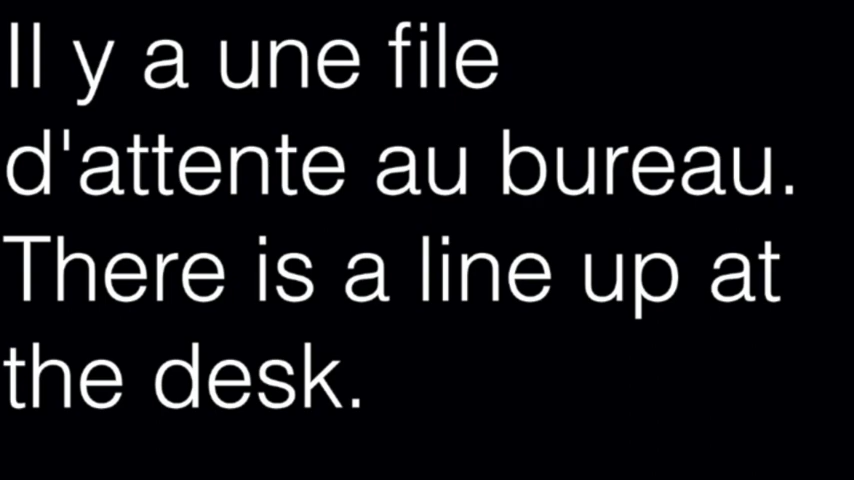 Il y a une file
d'attente au bureau.
There is a line up at
the desk.